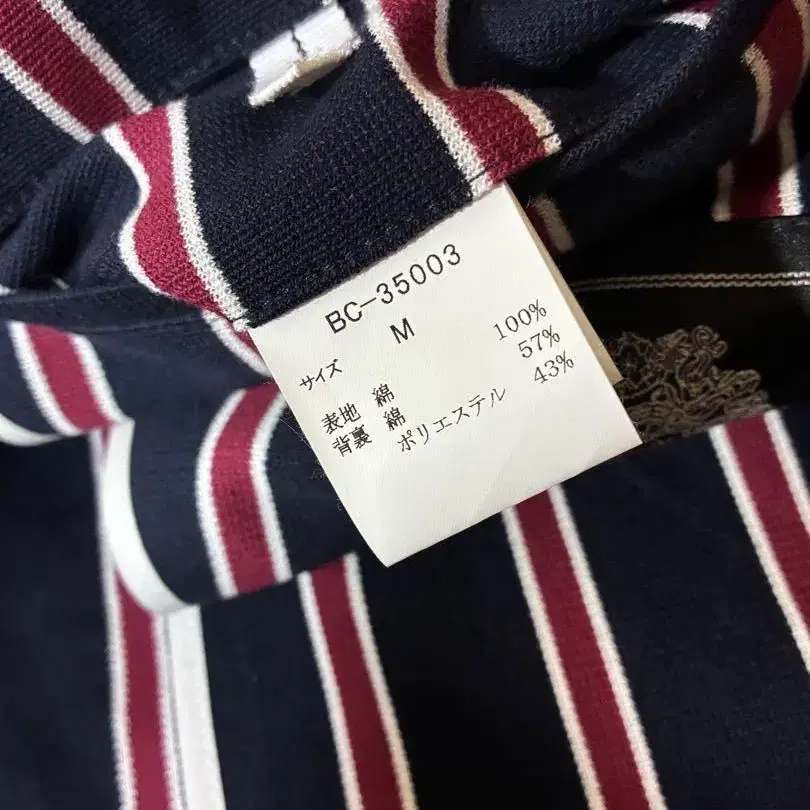 BC-35003
サイズ M
表地 綿 100%
背裏 綿 57%
ポリエステル 43%